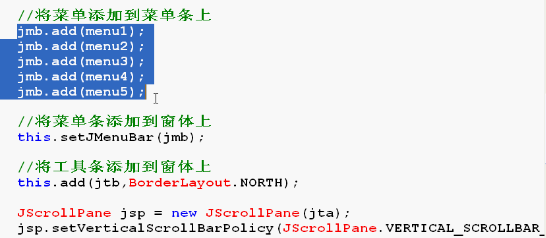 //将菜单添加到菜单条上
jmb.add(menu1);
jmb.add(menu2);
jmb.add(menu3);
jmb.add(menu4);
jmb.add(menu5);
//将菜单条添加到窗体上
this.setJMenuBar(jmb);
//将工具条添加到窗体上
this.add(jtb,BorderLayout.NORTH);
JScrollPane jsp = new JScrollPane(jta);
jsp.setVerticalScrollBarPolicy(JScrollPane.VERTICAL_SCROLLBAR_